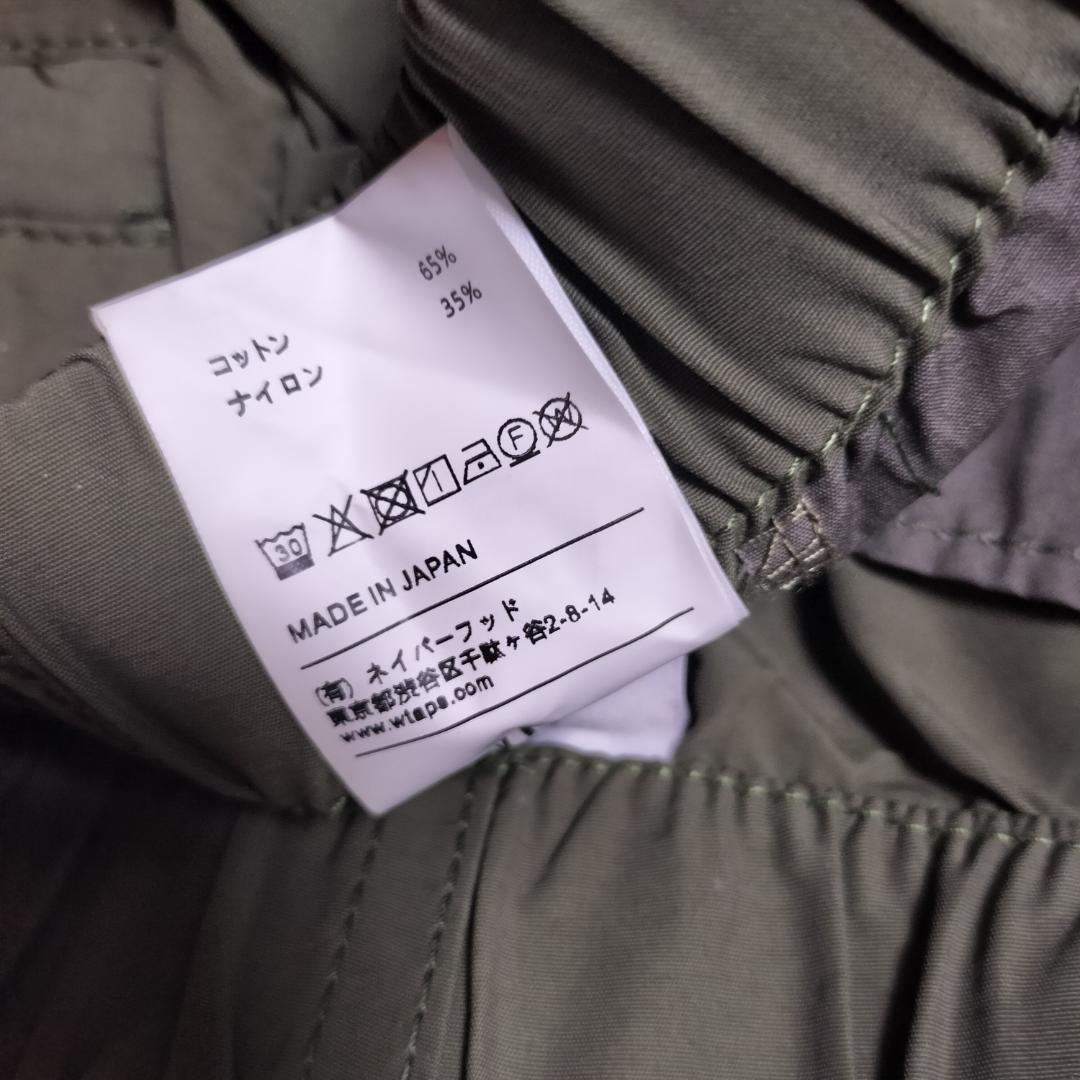 コットン 65%
ナイロン 35%
30 F W
MADE IN JAPAN
(有) ネイバーフッド
東京都渋谷区千駄ヶ谷2-8-14
www.wtaps.com